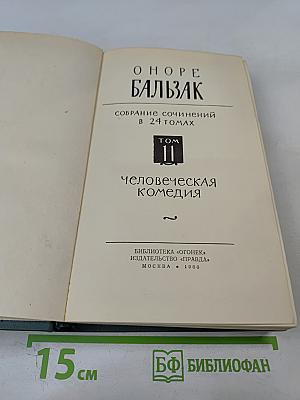 ОНОРЕ
БАЛЬЗАК
СОБРАНИЕ СОЧИНЕНИЙ
В 24 ТОМАХ
ТОМ
11
ЧЕЛОВЕЧЕСКАЯ
КОМЕДИЯ
БИБЛИОТЕКА «ОГОНЕК»
ИЗДАТЕЛЬСТВО «ПРАВДА»
МОСКВА • 1960
15 см
БФ БИБЛИОФАН